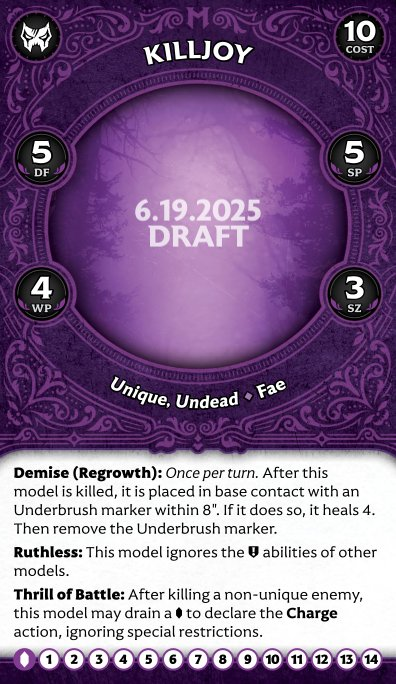 KILLJOY
10
COST
5
DF
5
SP
6.19.2025
DRAFT
4
WP
3
SZ
Unique, Undead ◆ Fae
Demise (Regrowth): Once per turn. After this
model is killed, it is placed in base contact with an
Underbrush marker within 8". If it does so, it heals 4.
Then remove the Underbrush marker.
Ruthless: This model ignores the abilities of other
models.
Thrill of Battle: After killing a non-unique enemy,
this model may drain a to declare the Charge
action, ignoring special restrictions.
1 2 3 4 5 6 7 8 9 10 11 12 13 14